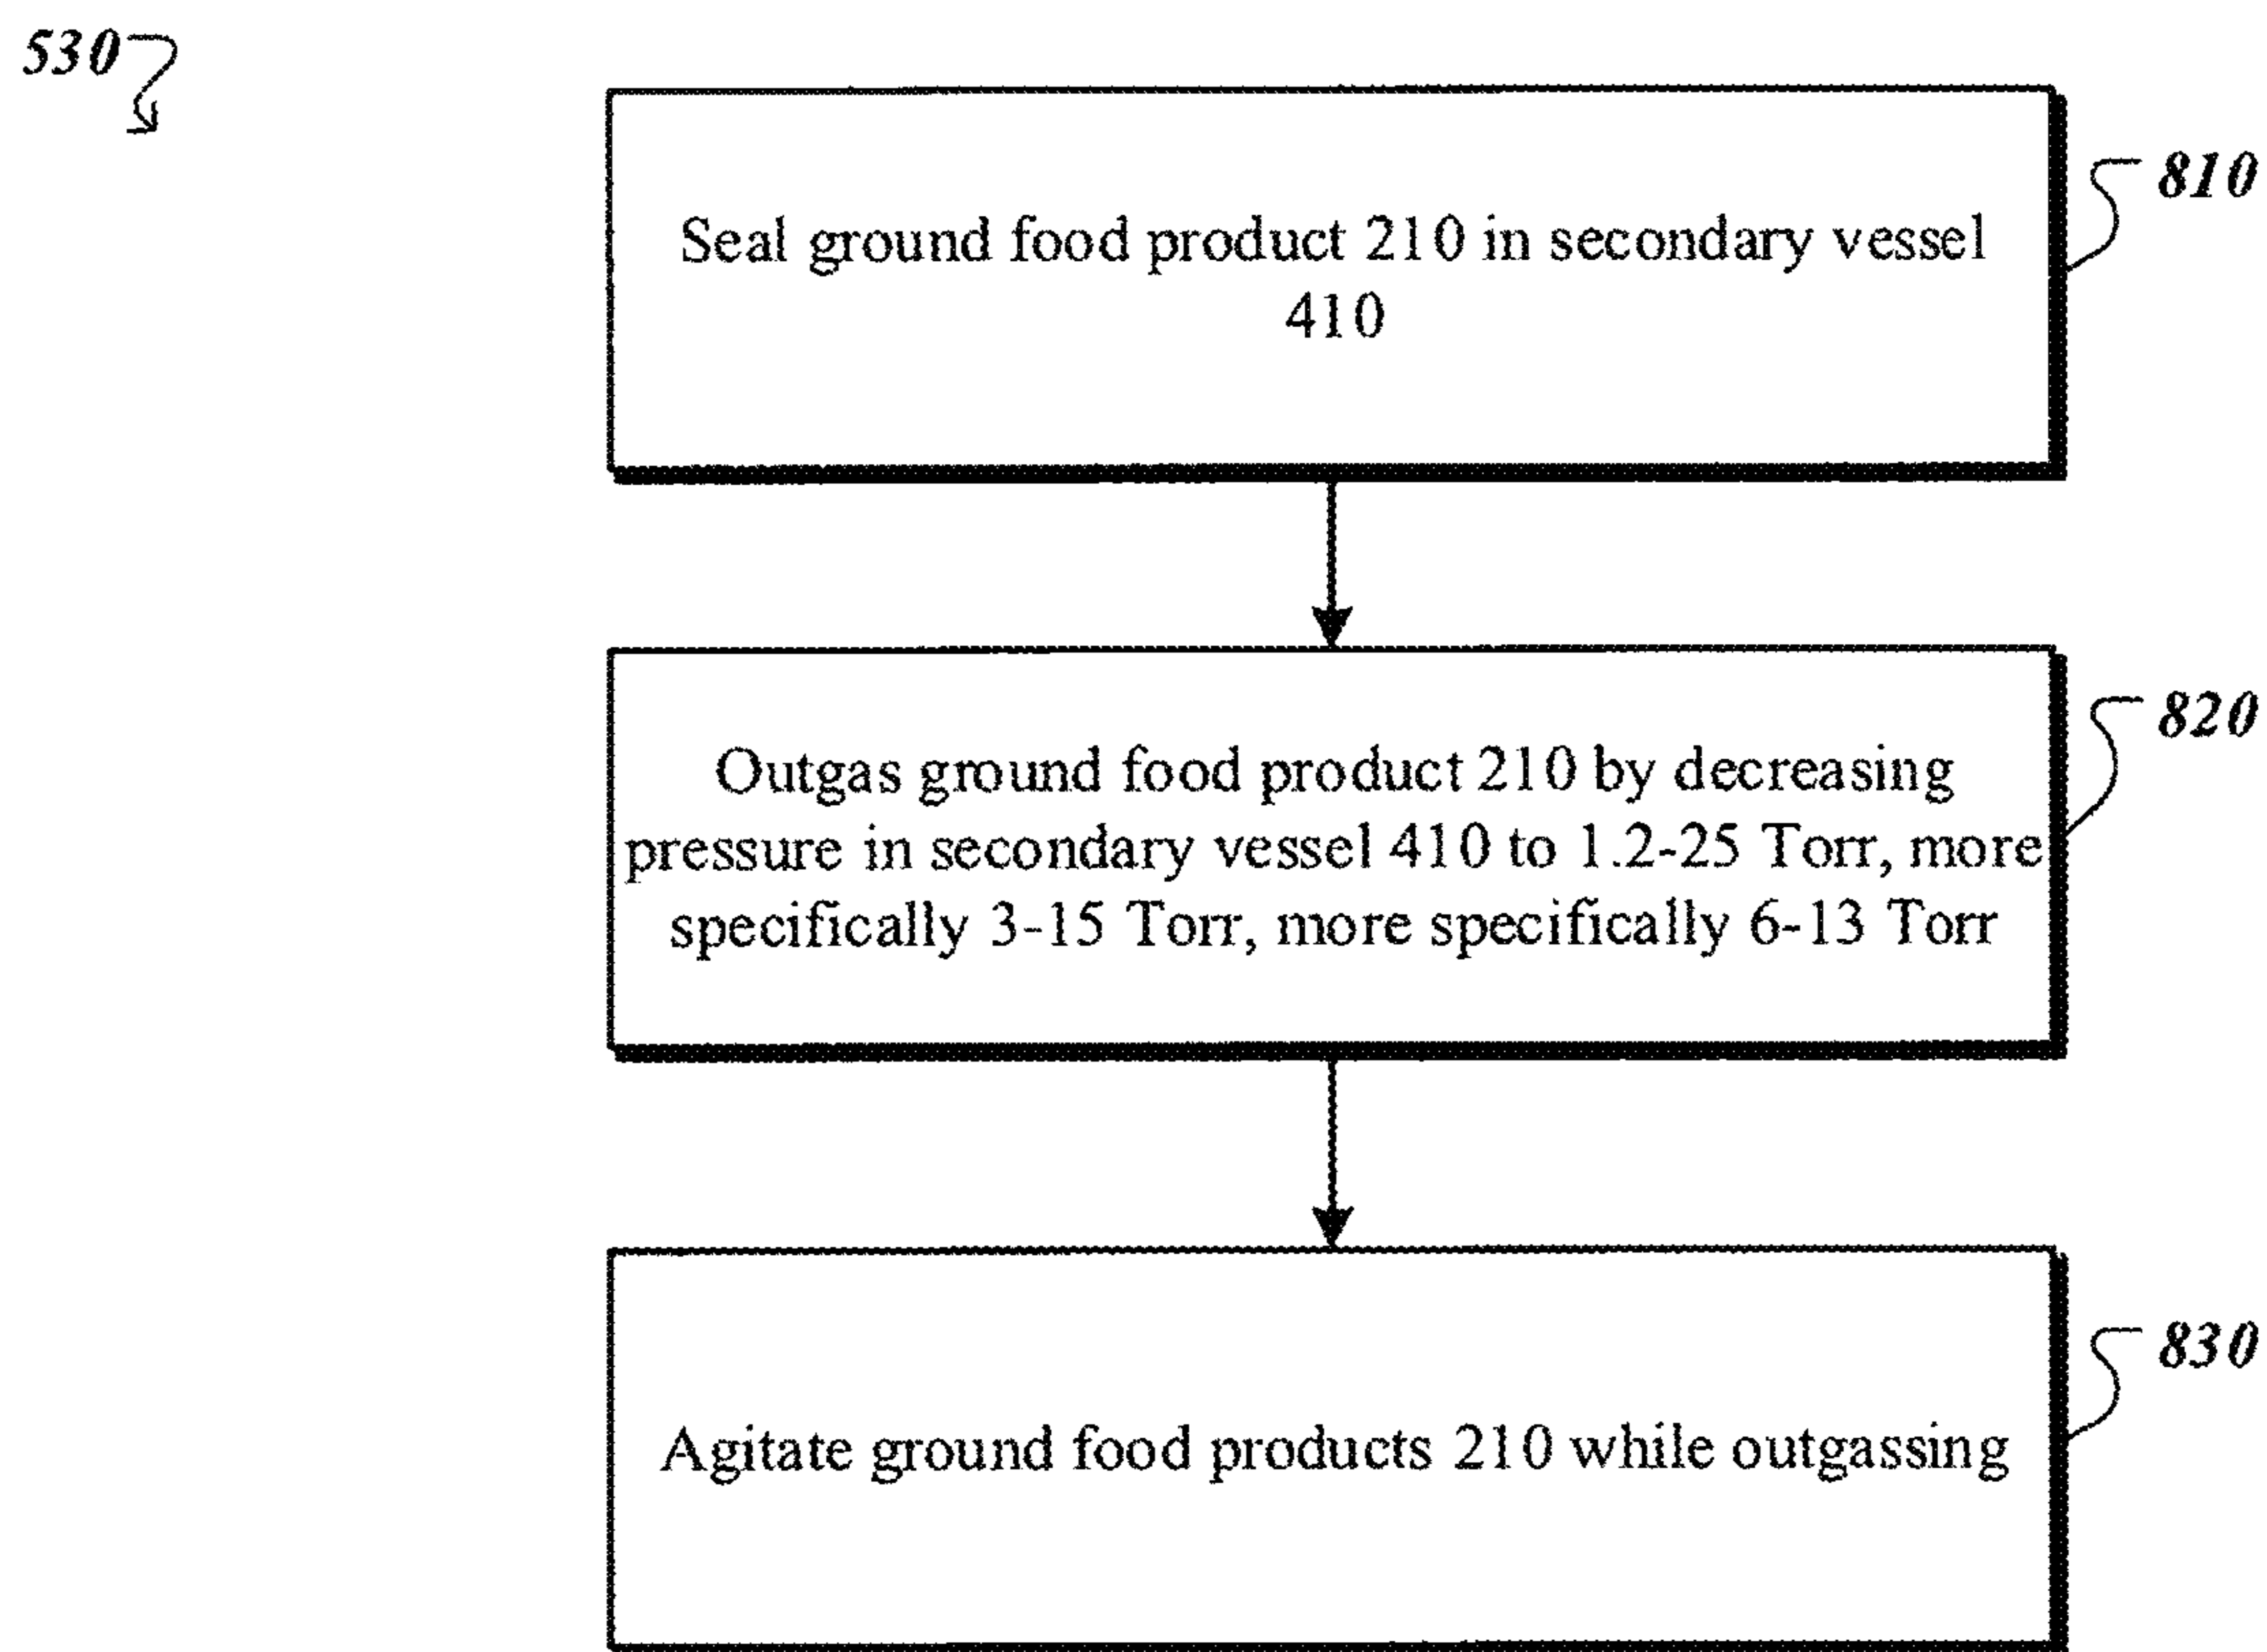 530
Seal ground food product 210 in secondary vessel
410
810
Outgas ground food product 210 by decreasing
pressure in secondary vessel 410 to 1.2-25 Torr, more
specifically 3-15 Torr, more specifically 6-13 Torr
820
Agitate ground food products 210 while outgassing
830